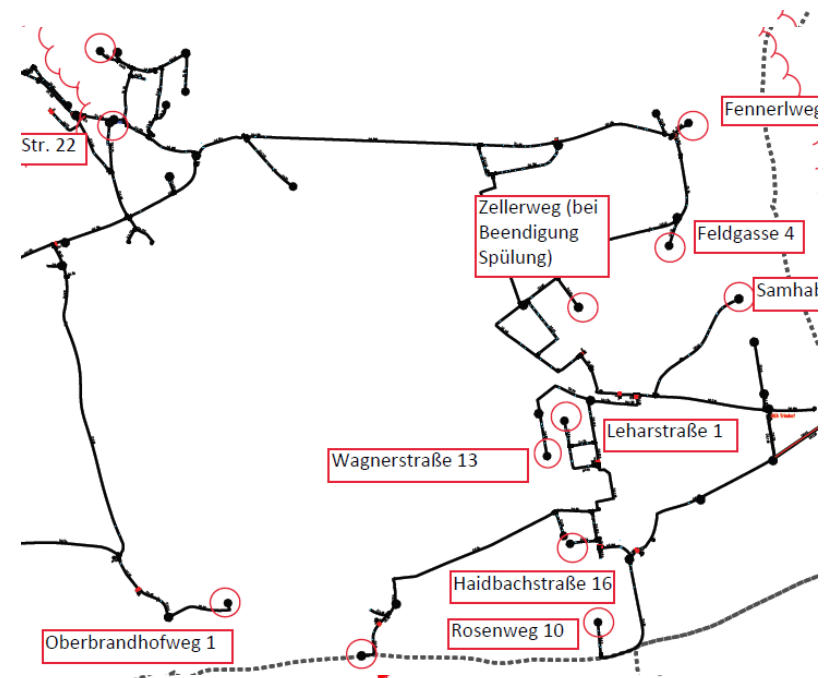 Fennerlweg
Str. 22
Zellerweg (bei
Beendigung
Spülung)
Feldgasse 4
Samhab
Leharstraße 1
Wagnerstraße 13
Haidbachstraße 16
Rosenweg 10
Oberbrandhofweg 1